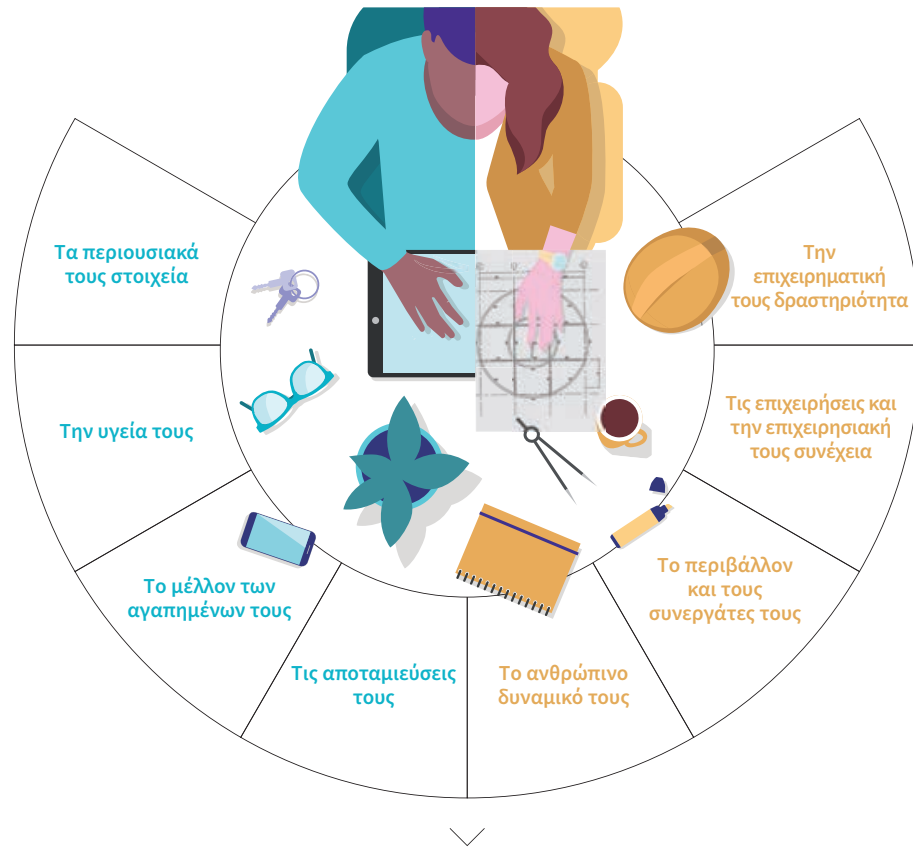 Τα περιουσιακά
τους στοιχεία
Την υγεία τους
Το μέλλον των
αγαπημένων τους
Τις αποταμιεύσεις
τους
Το ανθρώπινο
δυναμικό τους
Το περιβάλλον
και τους
συνεργάτες τους
Τις επιχειρήσεις και
την επιχειρησιακή
τους συνέχεια
Την
επιχειρηματική
τους δραστηριότητα